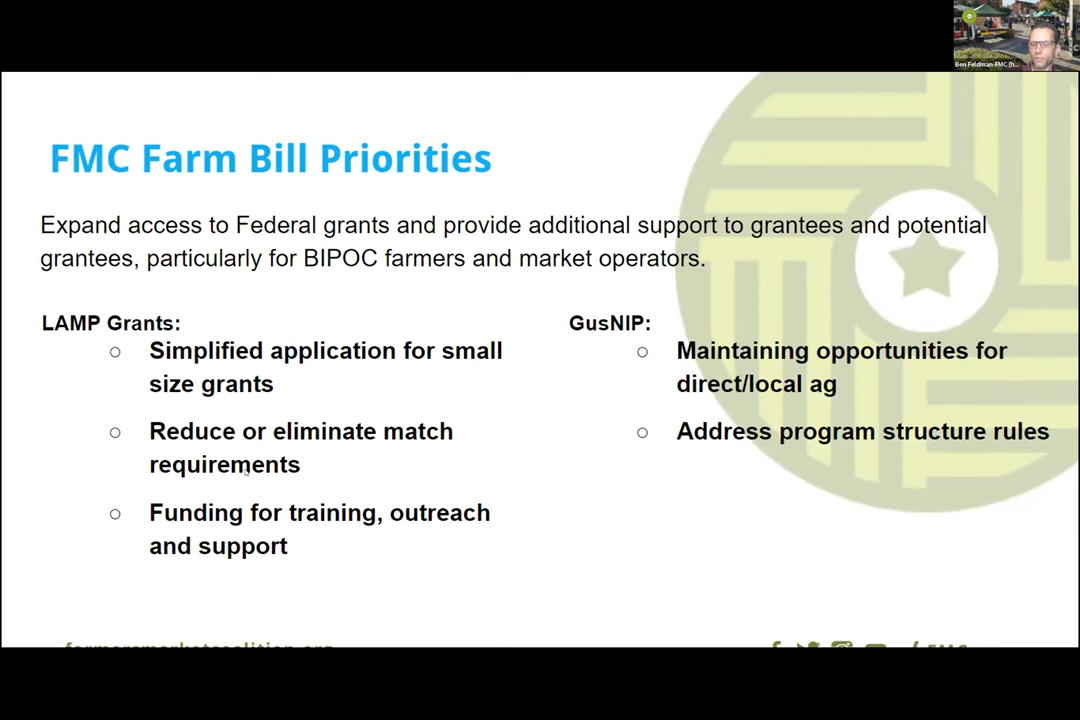 Ben Feldman-FMC (h...
FMC Farm Bill Priorities
Expand access to Federal grants and provide additional support to grantees and potential
grantees, particularly for BIPOC farmers and market operators.
LAMP Grants:
○ Simplified application for small
size grants
○ Reduce or eliminate match
requirements
○ Funding for training, outreach
and support
GusNIP:
○ Maintaining opportunities for
direct/local ag
○ Address program structure rules
farmersmarketcoalition.org